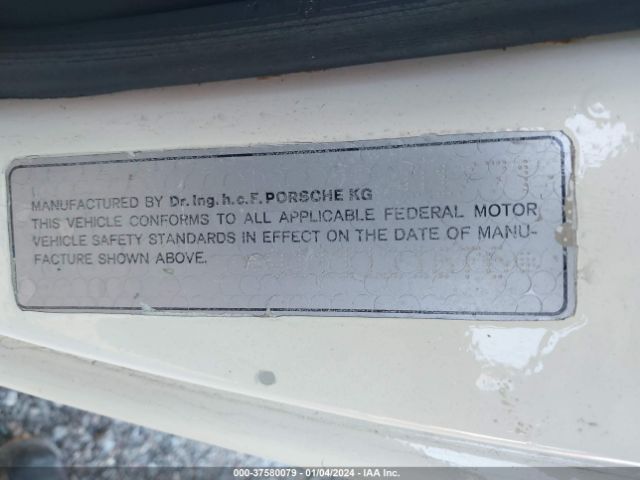 MANUFACTURED BY Dr.Ing.h.c.F.PORSCHE KG
THIS VEHICLE CONFORMS TO ALL APPLICABLE FEDERAL MOTOR
VEHICLE SAFETY STANDARDS IN EFFECT ON THE DATE OF MANU-
FACTURE SHOWN ABOVE.
000-37580079 - 01/04/2024 - IAA Inc.